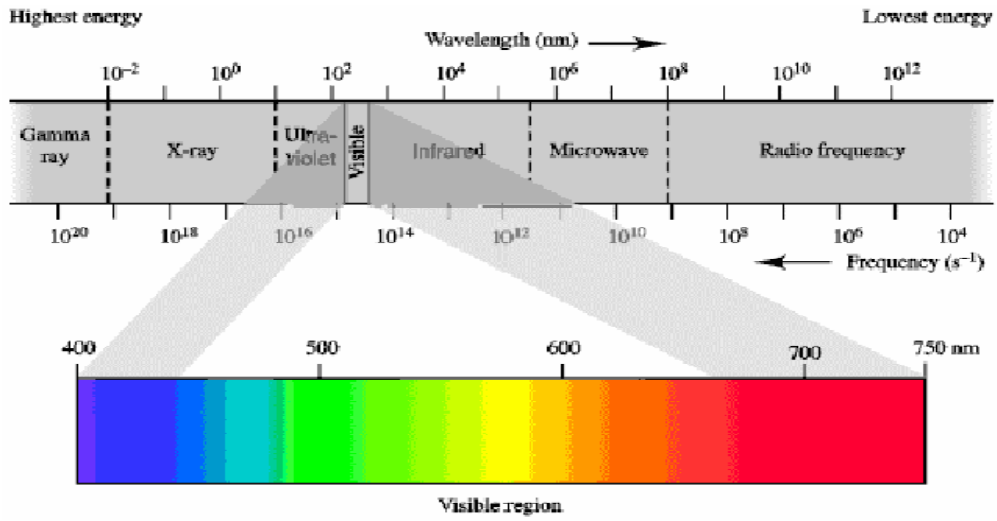 Highest energy Lowest energy
Wavelength (nm)
10⁻² 10⁰ 10² 10⁴ 10⁶ 10⁸ 10¹⁰ 10¹²
Gamma ray X-ray Ultra-violet Visible Infrared Microwave Radio frequency
10²⁰ 10¹⁸ 10¹⁶ 10¹⁴ 10¹² 10¹⁰ 10⁸ 10⁶ 10⁴
Frequency (s⁻¹)
400 500 600 700 750 nm
Visible region